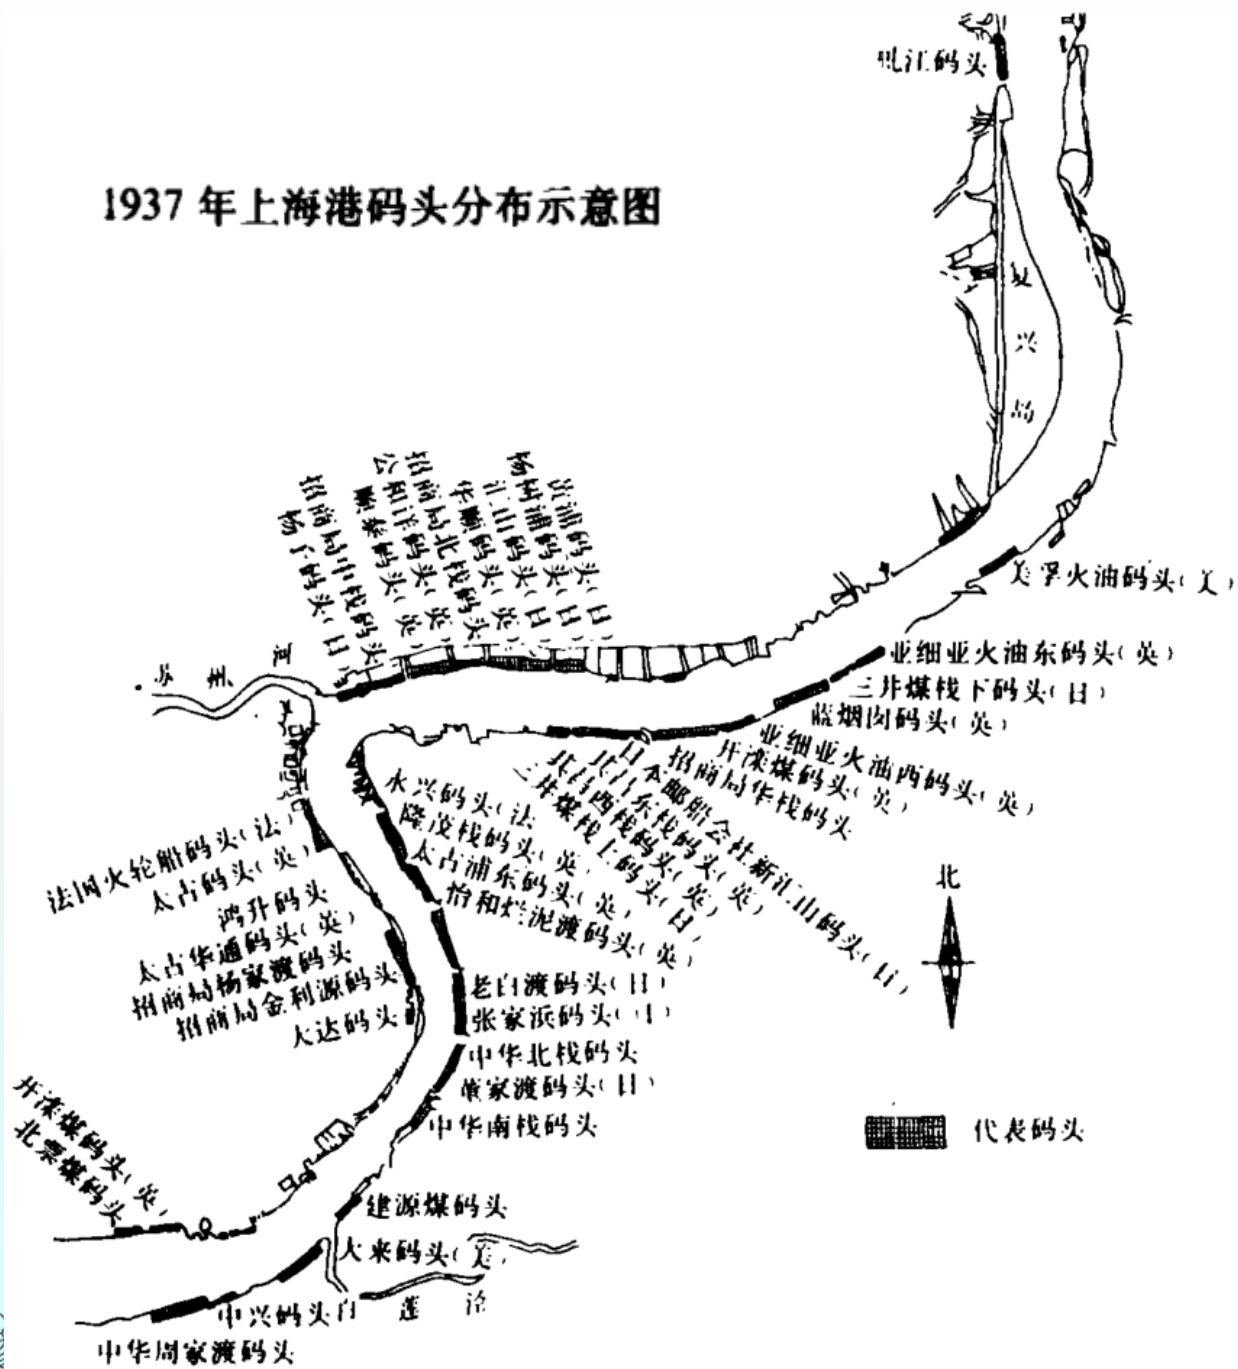 虬江码头
1937 年上海港码头分布示意图
复兴岛
招商局中栈码头
杨子码头(日)
公和洋码头(英)
顺泰码头(英)
招商局北栈码头
华顺码头(英)
汇山码头(日)
杨树浦码头(日)
黄浦码头(日)
苏州河
美孚火油码头(美)
亚细亚火油东码头(英)
三井煤栈下码头(日)
蓝烟囱码头(英)
亚细亚火油西码头(英)
开滦煤码头(英)
招商局华栈码头
日本邮船会社新汇山码头(日)
其昌东栈码头(英)
其昌西栈码头(英)
三井煤栈上码头(日)
永兴码头(法
隆茂栈码头(英)
太古浦东码头(英)
怡和烂泥渡码头(英)
法国火轮船码头(法)
太古码头(英)
鸿升码头
太古华通码头(英)
招商局杨家渡码头
招商局金利源码头
大达码头
北
老白渡码头(日)
张家浜码头(日)
中华北栈码头
董家渡码头(日)
中华南栈码头
代表码头
开滦煤码头(英)
北票煤码头
建源煤码头
大来码头(美)
中兴码头
白莲泾
中华周家渡码头